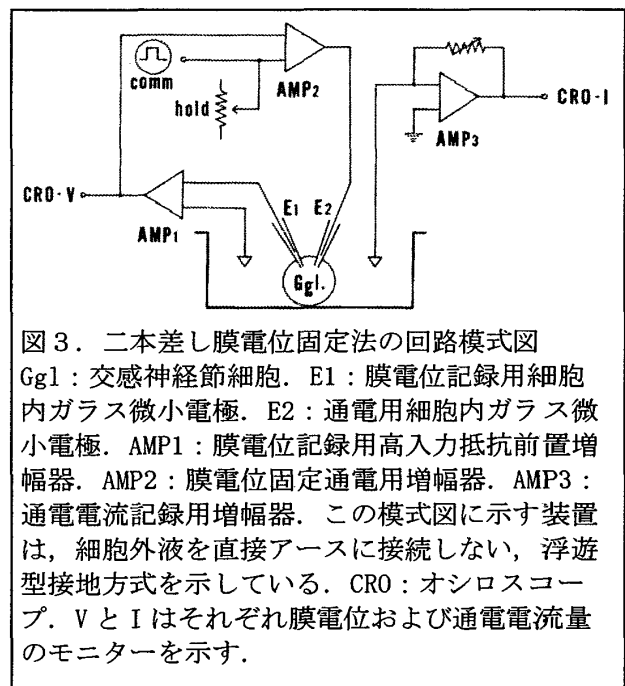 comm
AMP2
hold
AMP3
CRO-I
CRO-V
AMP1
E1 E2
Ggl.
図３．二本差し膜電位固定法の回路模式図
Ggl：交感神経節細胞．E1：膜電位記録用細胞
内ガラス微小電極．E2：通電用細胞内ガラス微
小電極．AMP1：膜電位記録用高入力抵抗前置増
幅器．AMP2：膜電位固定通電用増幅器．AMP3：
通電電流記録用増幅器．この模式図に示す装置
は，細胞外液を直接アースに接続しない，浮遊
型接地方式を示している．CRO：オシロスコー
プ．VとIはそれぞれ膜電位および通電電流量
のモニターを示す．